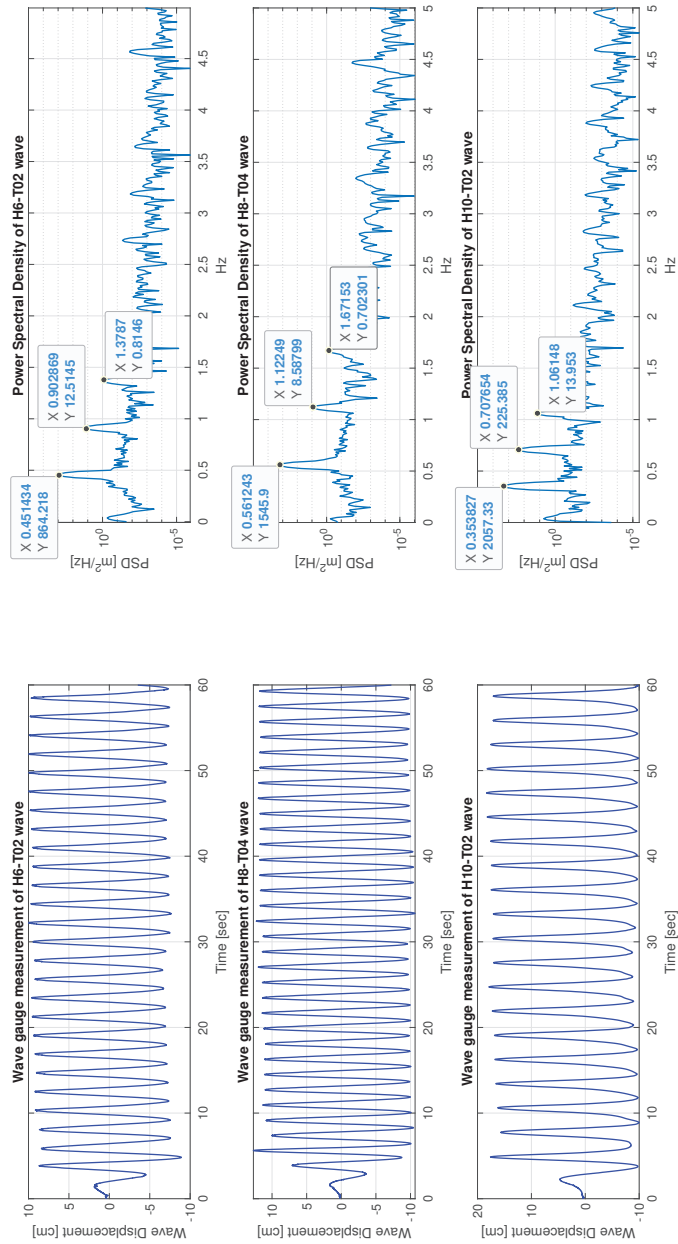 Wave gauge measurement of H6-T02 wave
Wave Displacement [cm]
10
5
0
-5
-10
0 10 20 30 40 50 60
Time [sec]
Power Spectral Density of H6-T02 wave
PSD [m²/Hz]
10⁰
10⁻⁵
X 0.451434
Y 864.218
X 0.902869
Y 12.5145
X 1.3787
Y 0.8146
0 0.5 1 1.5 2 2.5 3 3.5 4 4.5
Hz
Wave gauge measurement of H8-T04 wave
Wave Displacement [cm]
10
5
0
-5
-10
0 10 20 30 40 50 60
Time [sec]
Power Spectral Density of H8-T04 wave
PSD [m²/Hz]
10⁰
10⁻⁵
X 0.561243
Y 1545.9
X 1.12249
Y 8.58799
X 1.67153
Y 0.702301
0 0.5 1 1.5 2 2.5 3 3.5 4 4.5 5
Hz
Wave gauge measurement of H10-T02 wave
Wave Displacement [cm]
20
10
0
-10
0 10 20 30 40 50 60
Time [sec]
Power Spectral Density of H10-T02 wave
PSD [m²/Hz]
10⁰
10⁻⁵
X 0.353827
Y 2057.33
X 0.707654
Y 225.385
X 1.06148
Y 13.953
0 0.5 1 1.5 2 2.5 3 3.5 4 4.5 5
Hz